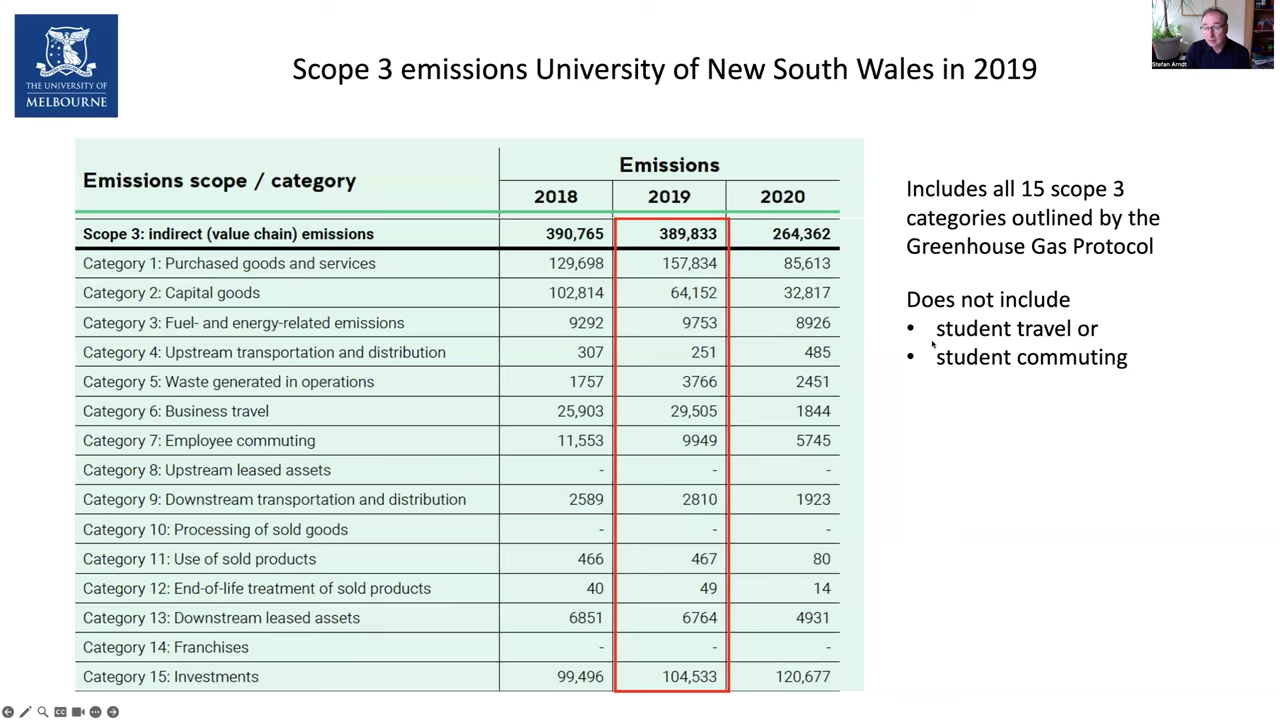 THE UNIVERSITY OF
MELBOURNE
Scope 3 emissions University of New South Wales in 2019
Stefan Arndt
Emissions scope / category
Emissions
2018 2019 2020
Scope 3: indirect (value chain) emissions 390,765 389,833 264,362
Category 1: Purchased goods and services 129,698 157,834 85,613
Category 2: Capital goods 102,814 64,152 32,817
Category 3: Fuel- and energy-related emissions 9292 9753 8926
Category 4: Upstream transportation and distribution 307 251 485
Category 5: Waste generated in operations 1757 3766 2451
Category 6: Business travel 25,903 29,505 1844
Category 7: Employee commuting 11,553 9949 5745
Category 8: Upstream leased assets - - -
Category 9: Downstream transportation and distribution 2589 2810 1923
Category 10: Processing of sold goods - - -
Category 11: Use of sold products 466 467 80
Category 12: End-of-life treatment of sold products 40 49 14
Category 13: Downstream leased assets 6851 6764 4931
Category 14: Franchises - - -
Category 15: Investments 99,496 104,533 120,677
Includes all 15 scope 3
categories outlined by the
Greenhouse Gas Protocol
Does not include
• student travel or
• student commuting